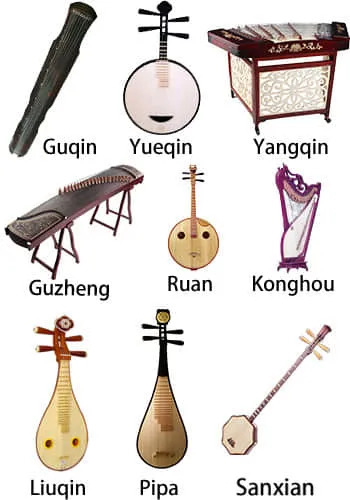 Guqin
Yueqin
Yangqin
Guzheng
Ruan
Konghou
Liuqin
Pipa
Sanxian